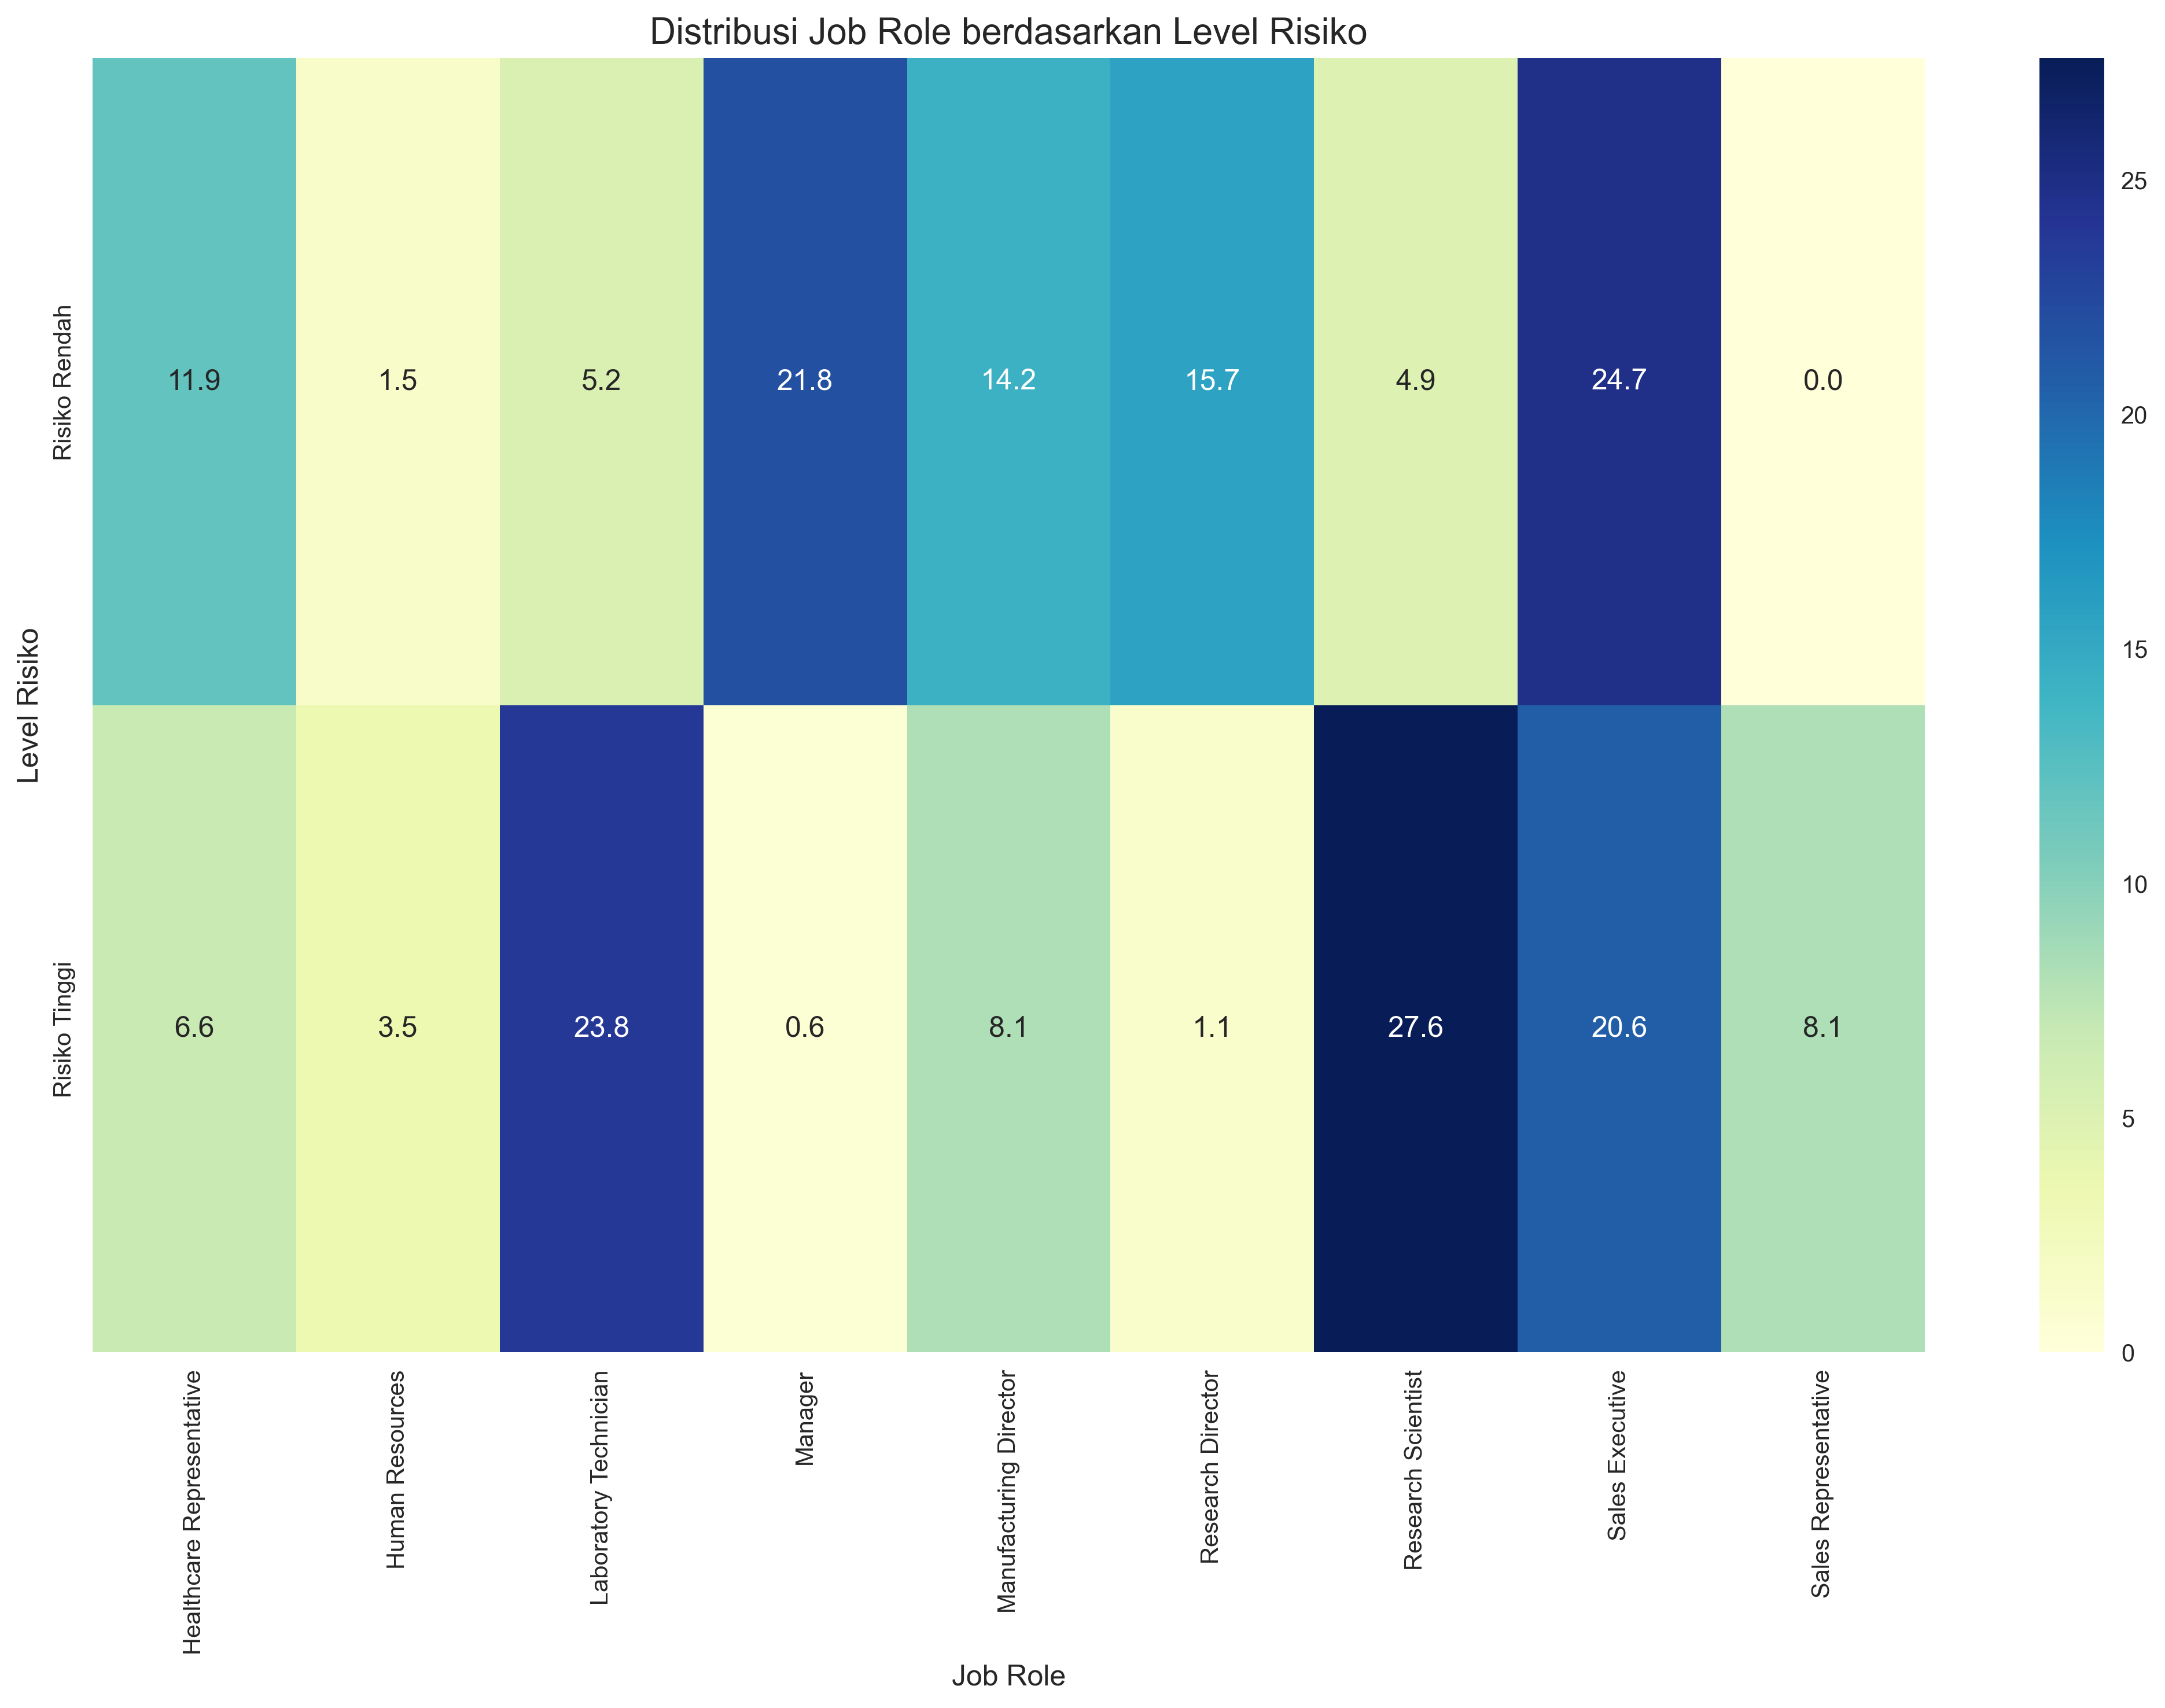 Distribusi Job Role berdasarkan Level Risiko
Level Risiko
Risiko Rendah
11.9 1.5 5.2 21.8 14.2 15.7 4.9 24.7 0.0
Risiko Tinggi
6.6 3.5 23.8 0.6 8.1 1.1 27.6 20.6 8.1
Healthcare Representative
Human Resources
Laboratory Technician
Manager
Manufacturing Director
Research Director
Research Scientist
Sales Executive
Sales Representative
Job Role
25
20
15
10
5
0